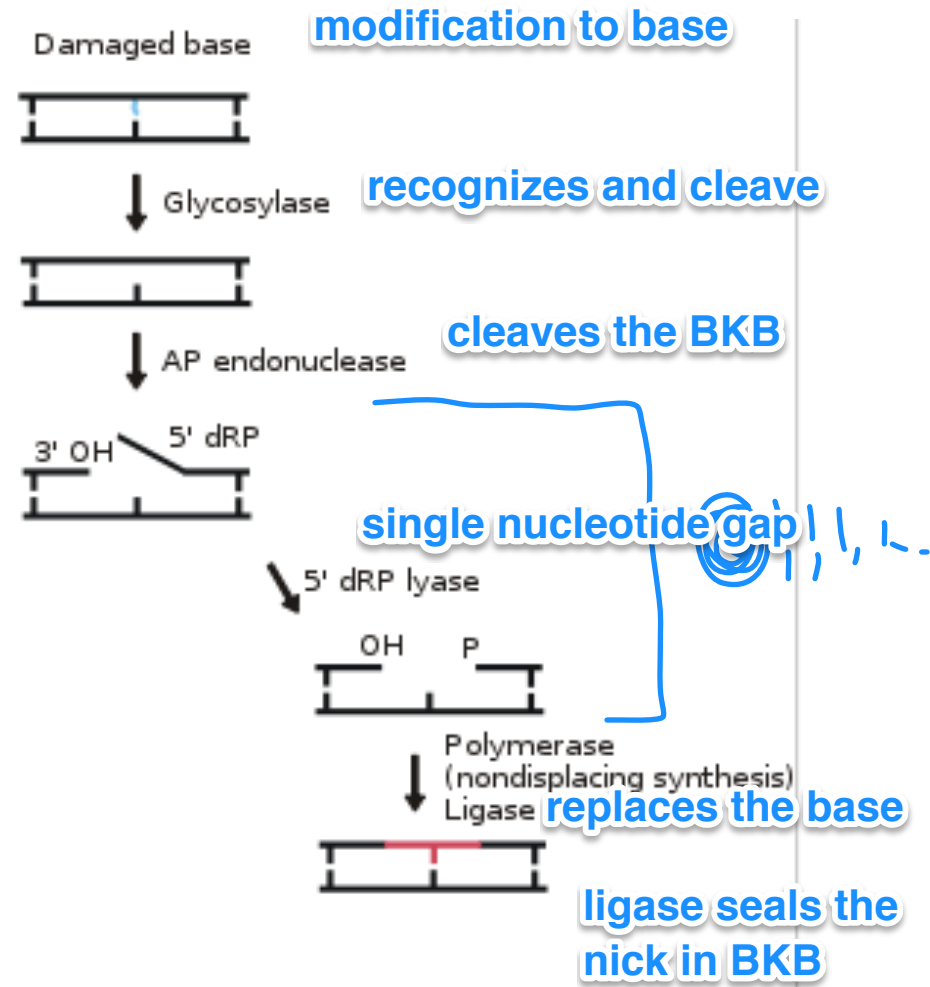 modification to base
Damaged base
recognizes and cleave
Glycosylase
cleaves the BKB
AP endonuclease
3' OH
5' dRP
single nucleotide gap
5' dRP lyase
OH
P
Polymerase
(nondisplacing synthesis)
Ligase
replaces the base
ligase seals the
nick in BKB